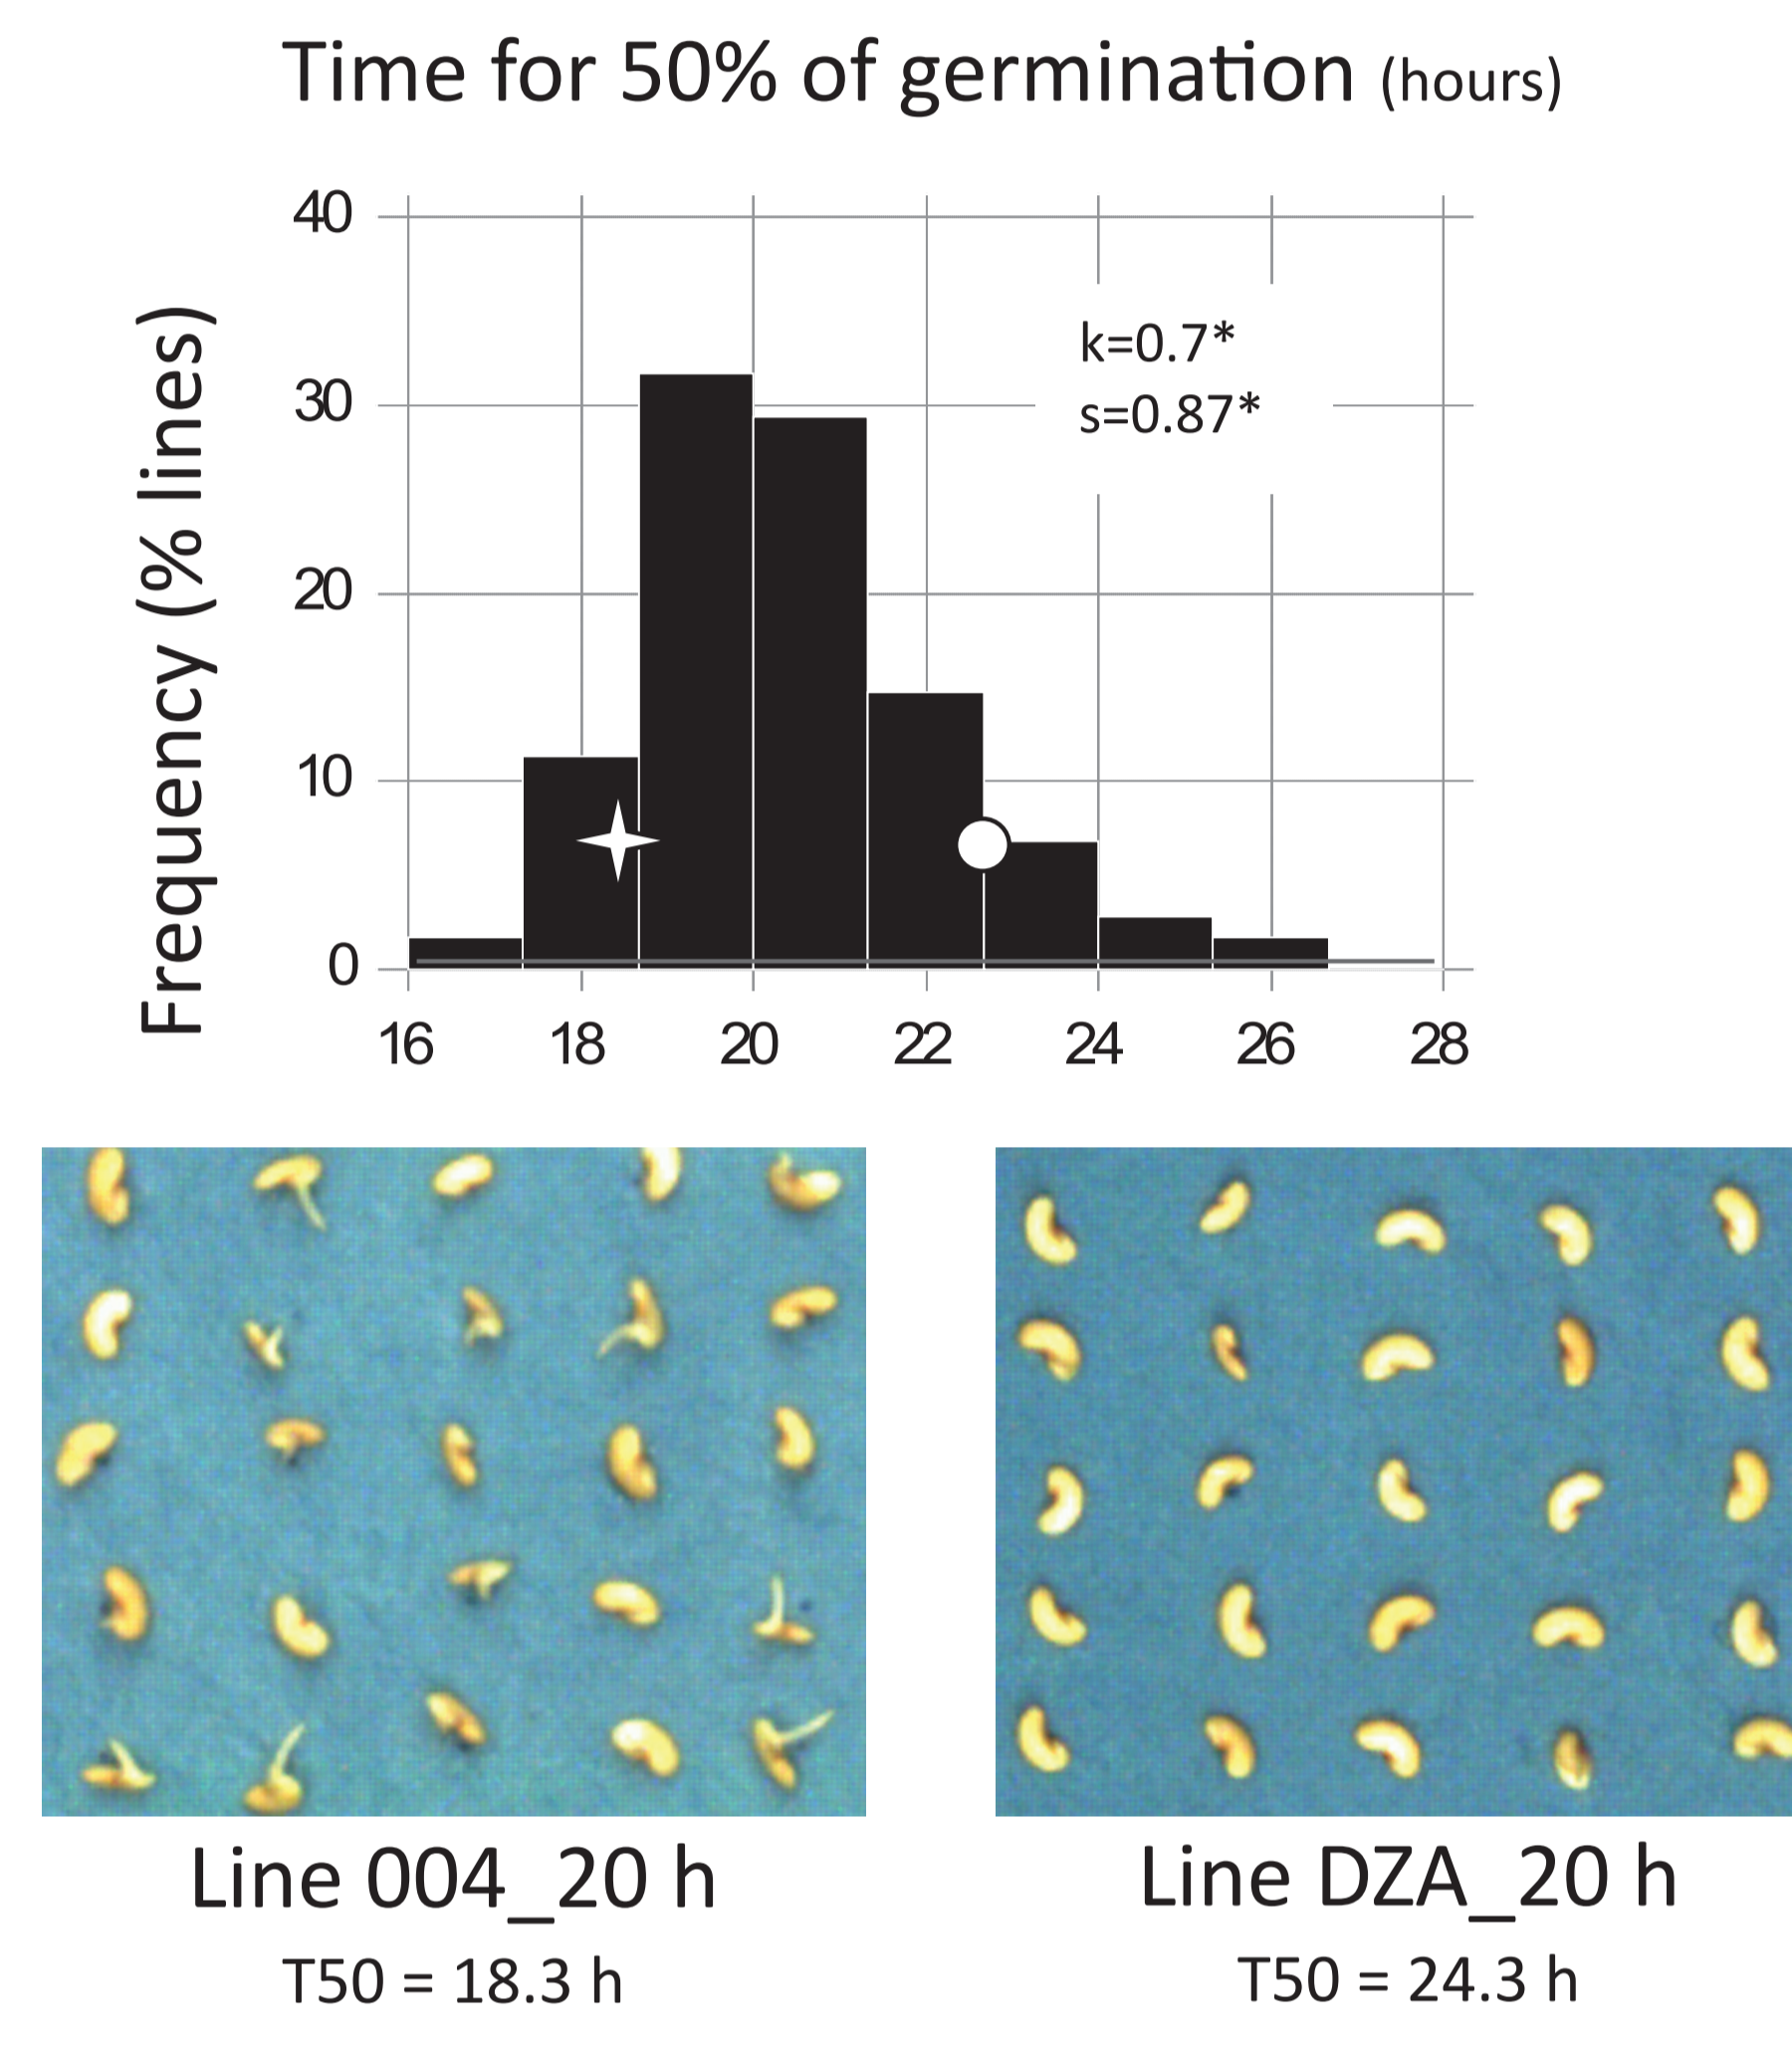 Time for 50% of germination (hours)
Frequency (% lines)
40
30
20
10
0
k=0.7*
s=0.87*
16 18 20 22 24 26 28
Line 004_20 h
T50 = 18.3 h
Line DZA_20 h
T50 = 24.3 h